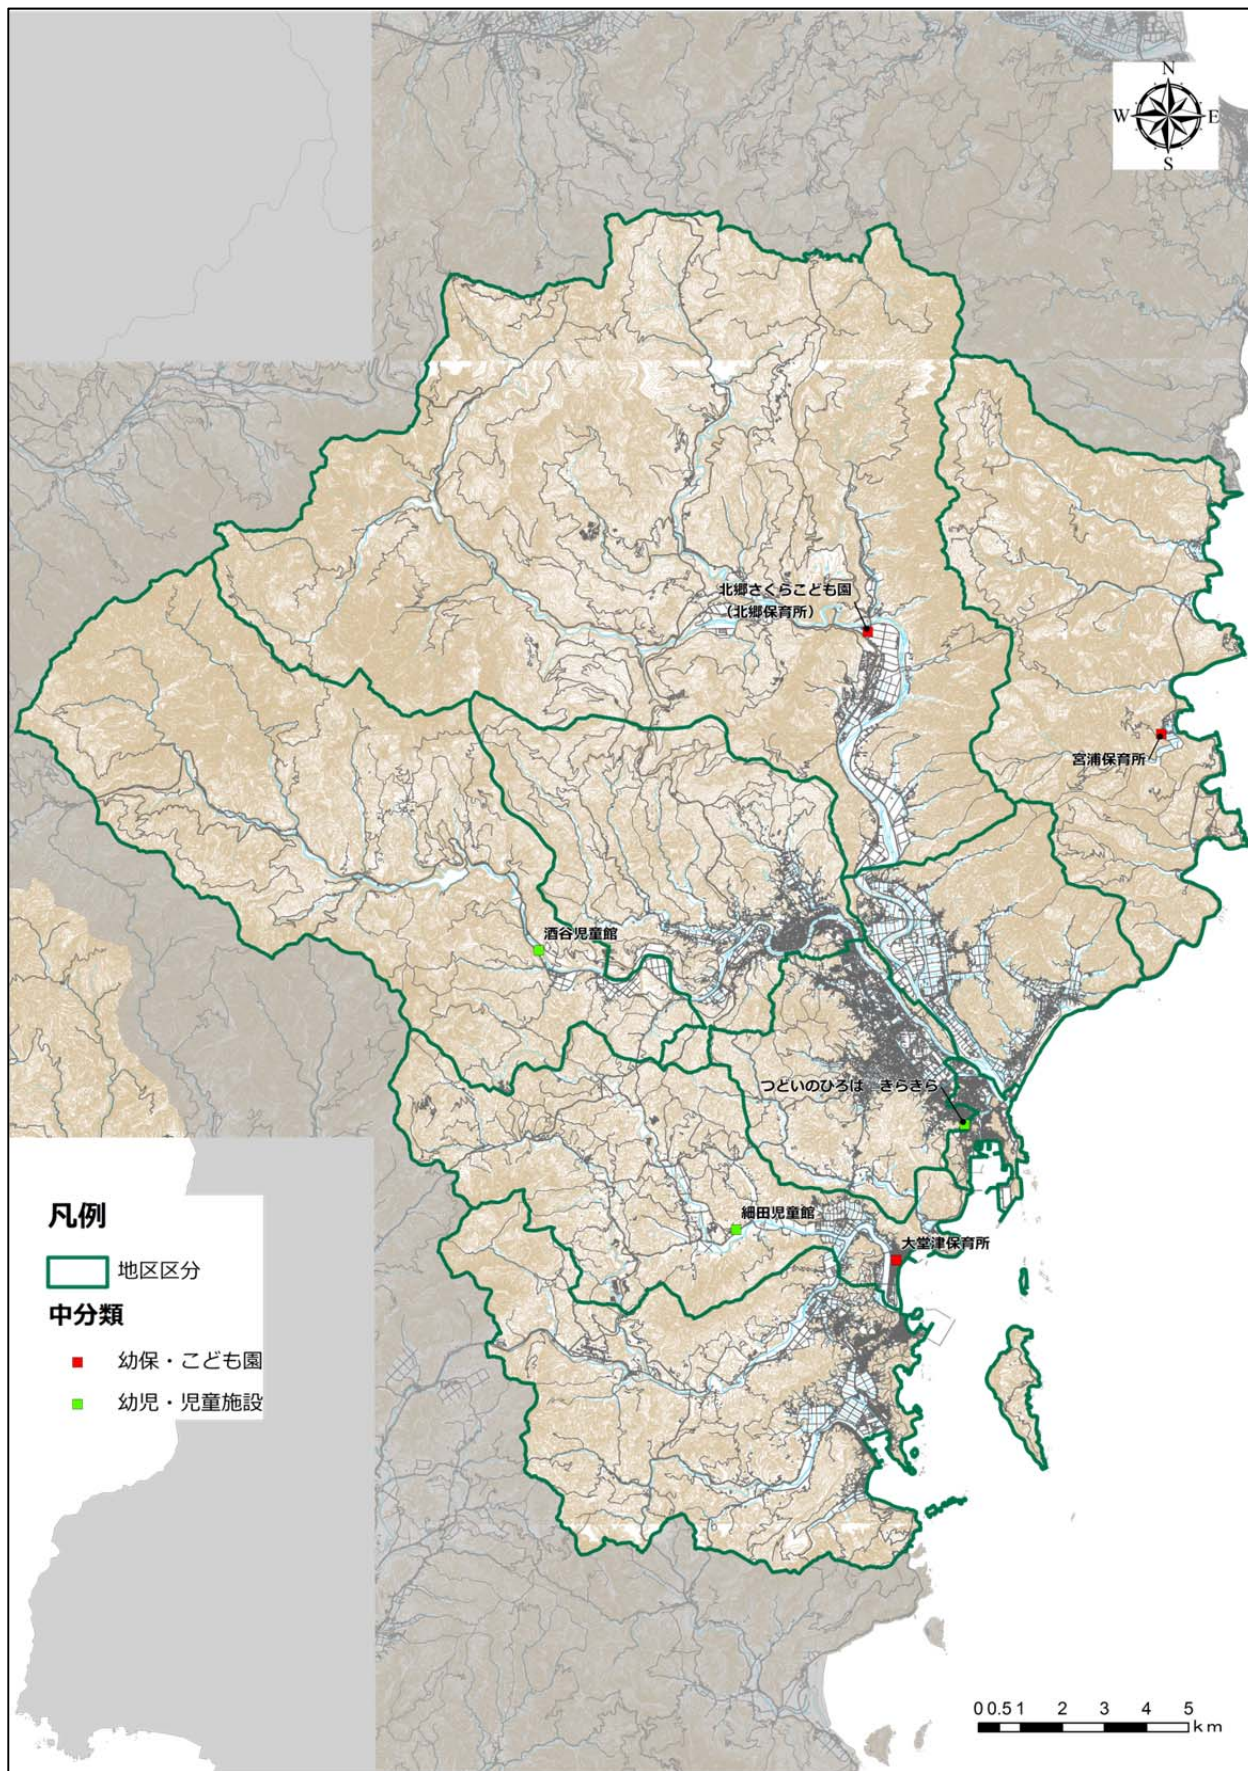 N
W
E
S
北郷さくらこども園
（北郷保育所）
宮浦保育所
酒谷児童館
つどいのひろば きらきら
細田児童館
大堂津保育所
凡例
地区区分
中分類
幼保・こども園
幼児・児童施設
0 0.5 1 2 3 4 5
km